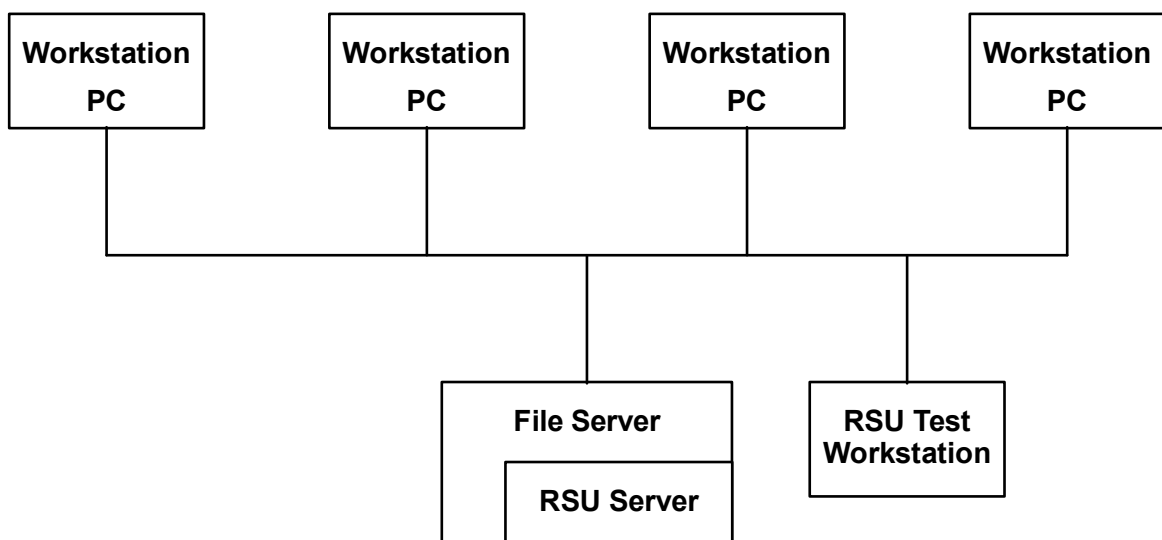 Workstation
PC
Workstation
PC
Workstation
PC
Workstation
PC
File Server
RSU Server
RSU Test
Workstation